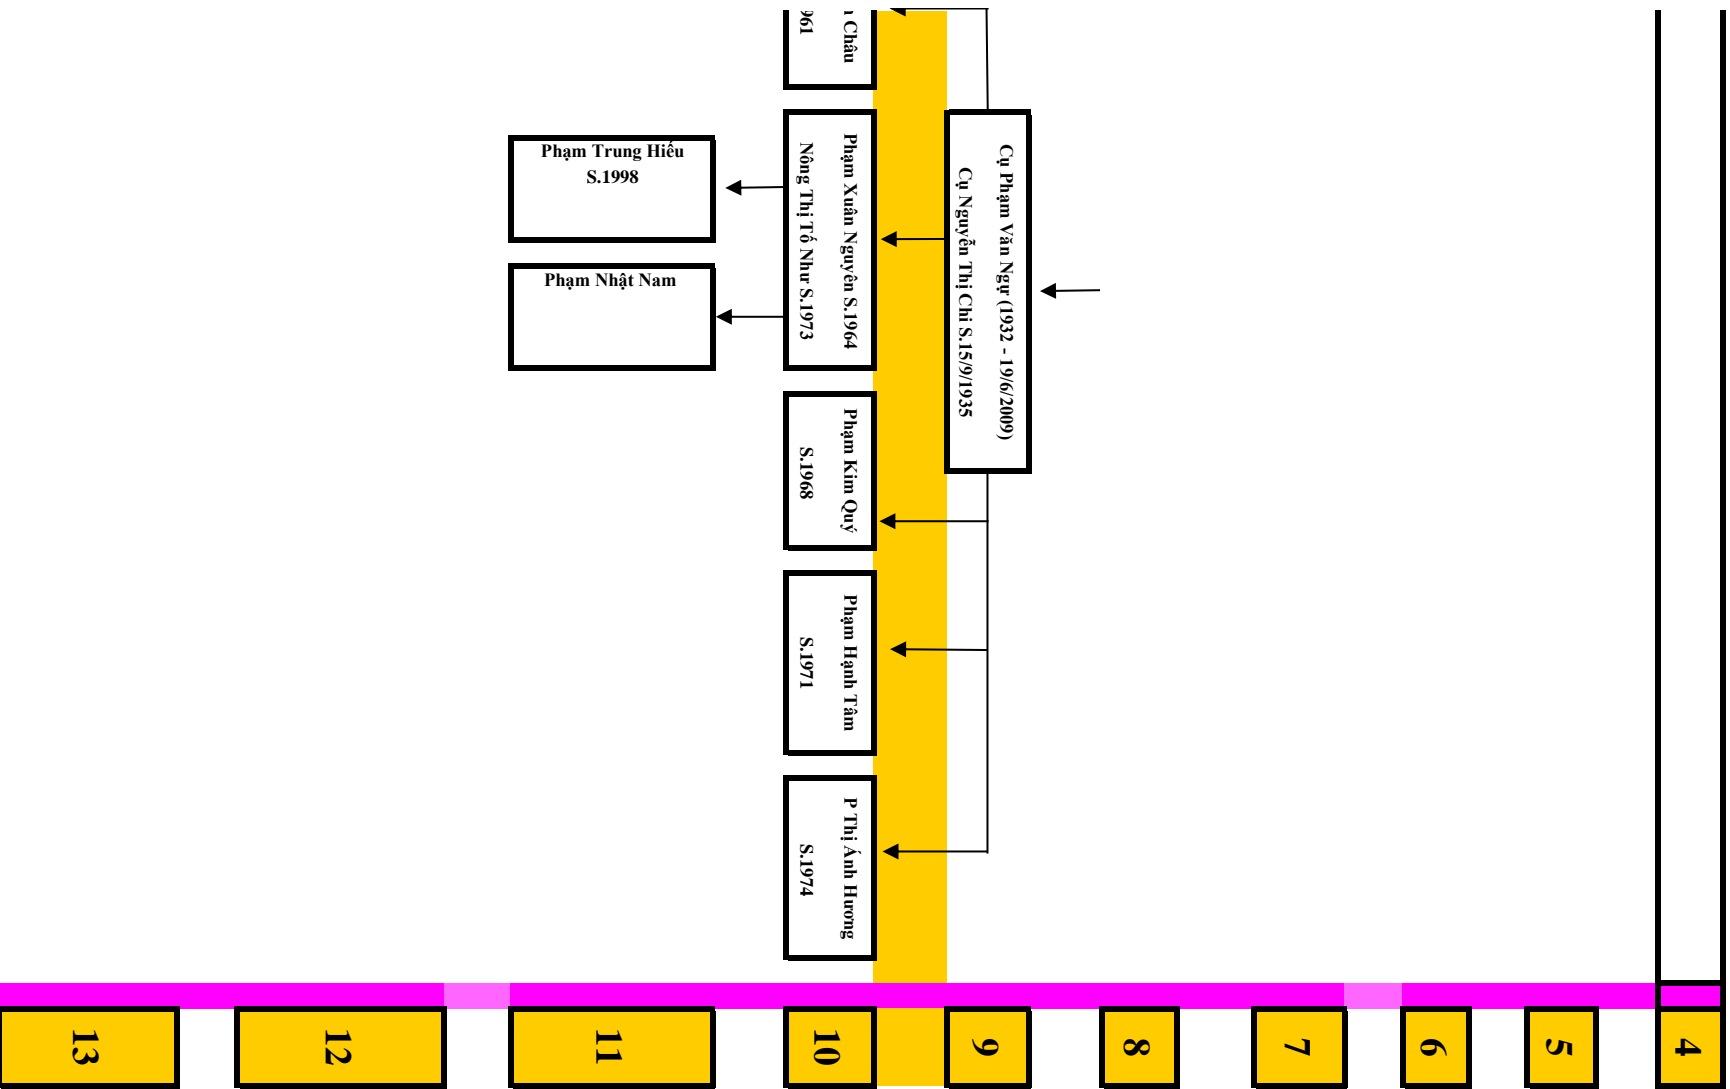 Châu
Cụ Phạm Văn Ngự (1932 - 19/6/2009)
Cụ Nguyễn Thị Chi S.15/9/1935
Phạm Xuân Nguyên S.1964
Nông Thị Tố Như S.1973
Phạm Trung Hiếu
S.1998
Phạm Nhật Nam
Phạm Kim Quý
S.1968
Phạm Hạnh Tâm
S.1971
P Thị Ánh Hương
S.1974
13
12
11
10
9
8
7
6
5
4